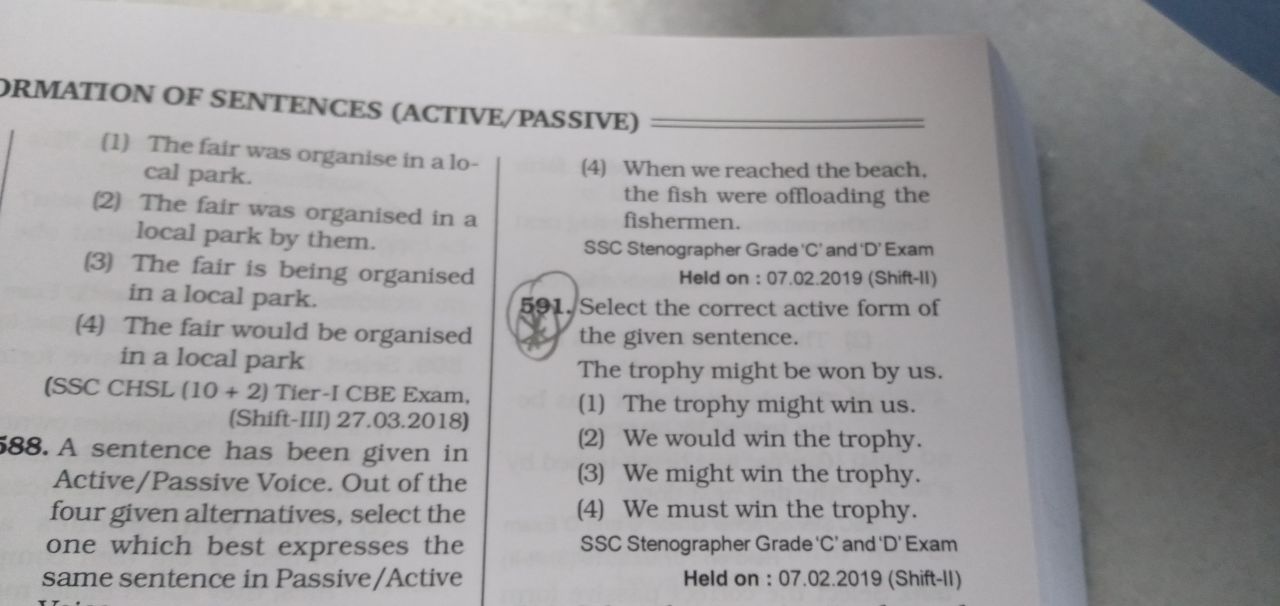 ORMATION OF SENTENCES (ACTIVE/PASSIVE)
(1) The fair was organise in a lo-
cal park.
(2) The fair was organised in a
local park by them.
(3) The fair is being organised
in a local park.
(4) The fair would be organised
in a local park
(SSC CHSL (10 + 2) Tier-I CBE Exam,
(Shift-III) 27.03.2018)
588. A sentence has been given in
Active/Passive Voice. Out of the
four given alternatives, select the
one which best expresses the
same sentence in Passive/Active
(4) When we reached the beach,
the fish were offloading the
fishermen.
SSC Stenographer Grade 'C' and 'D' Exam
Held on : 07.02.2019 (Shift-II)
591. Select the correct active form of
the given sentence.
The trophy might be won by us.
(1) The trophy might win us.
(2) We would win the trophy.
(3) We might win the trophy.
(4) We must win the trophy.
SSC Stenographer Grade 'C' and 'D' Exam
Held on : 07.02.2019 (Shift-II)